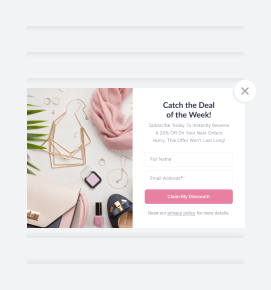 Catch the Deal
of the Week!
Subscribe Today To Instantly Receive
A 20% Off On Your Next Orders
Hurry, This Offer Won't Last Long!
Full Name
Email Address*
Claim My Discount!
Read our privacy policy for more details.